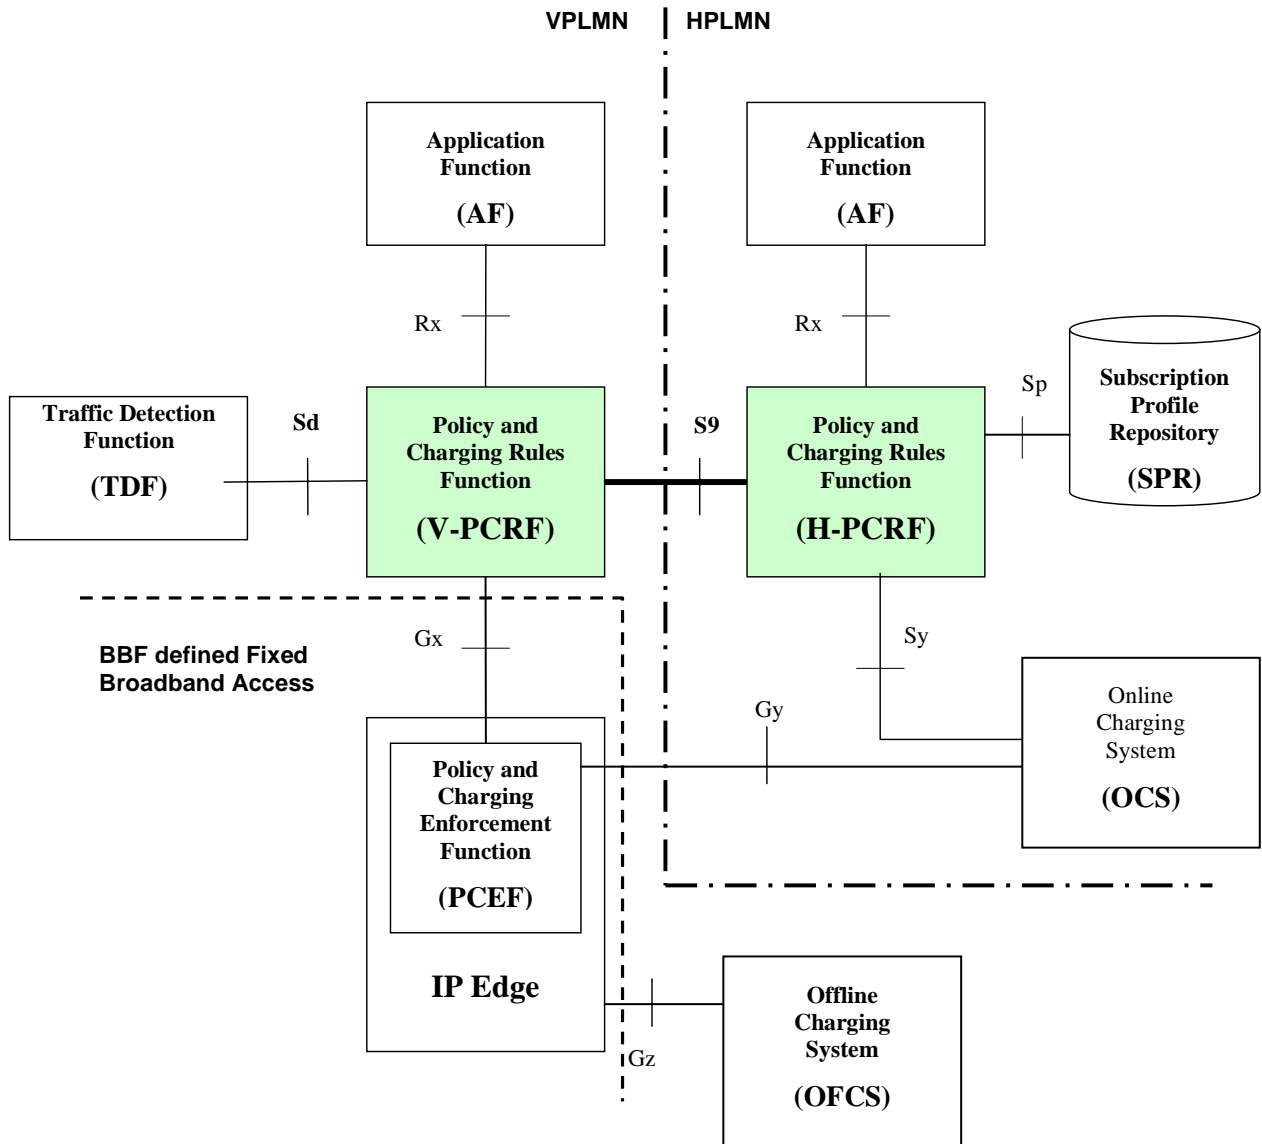 VPLMN
HPLMN
Application
Function
(AF)
Application
Function
(AF)
Rx
Rx
Traffic Detection
Function
(TDF)
Sd
Policy and
Charging Rules
Function
(V-PCRF)
S9
Policy and
Charging Rules
Function
(H-PCRF)
Sp
Subscription
Profile
Repository
(SPR)
BBF defined Fixed
Broadband Access
Gx
Sy
Gy
Online
Charging
System
(OCS)
Policy and
Charging
Enforcement
Function
(PCEF)
IP Edge
Gz
Offline
Charging
System
(OFCS)